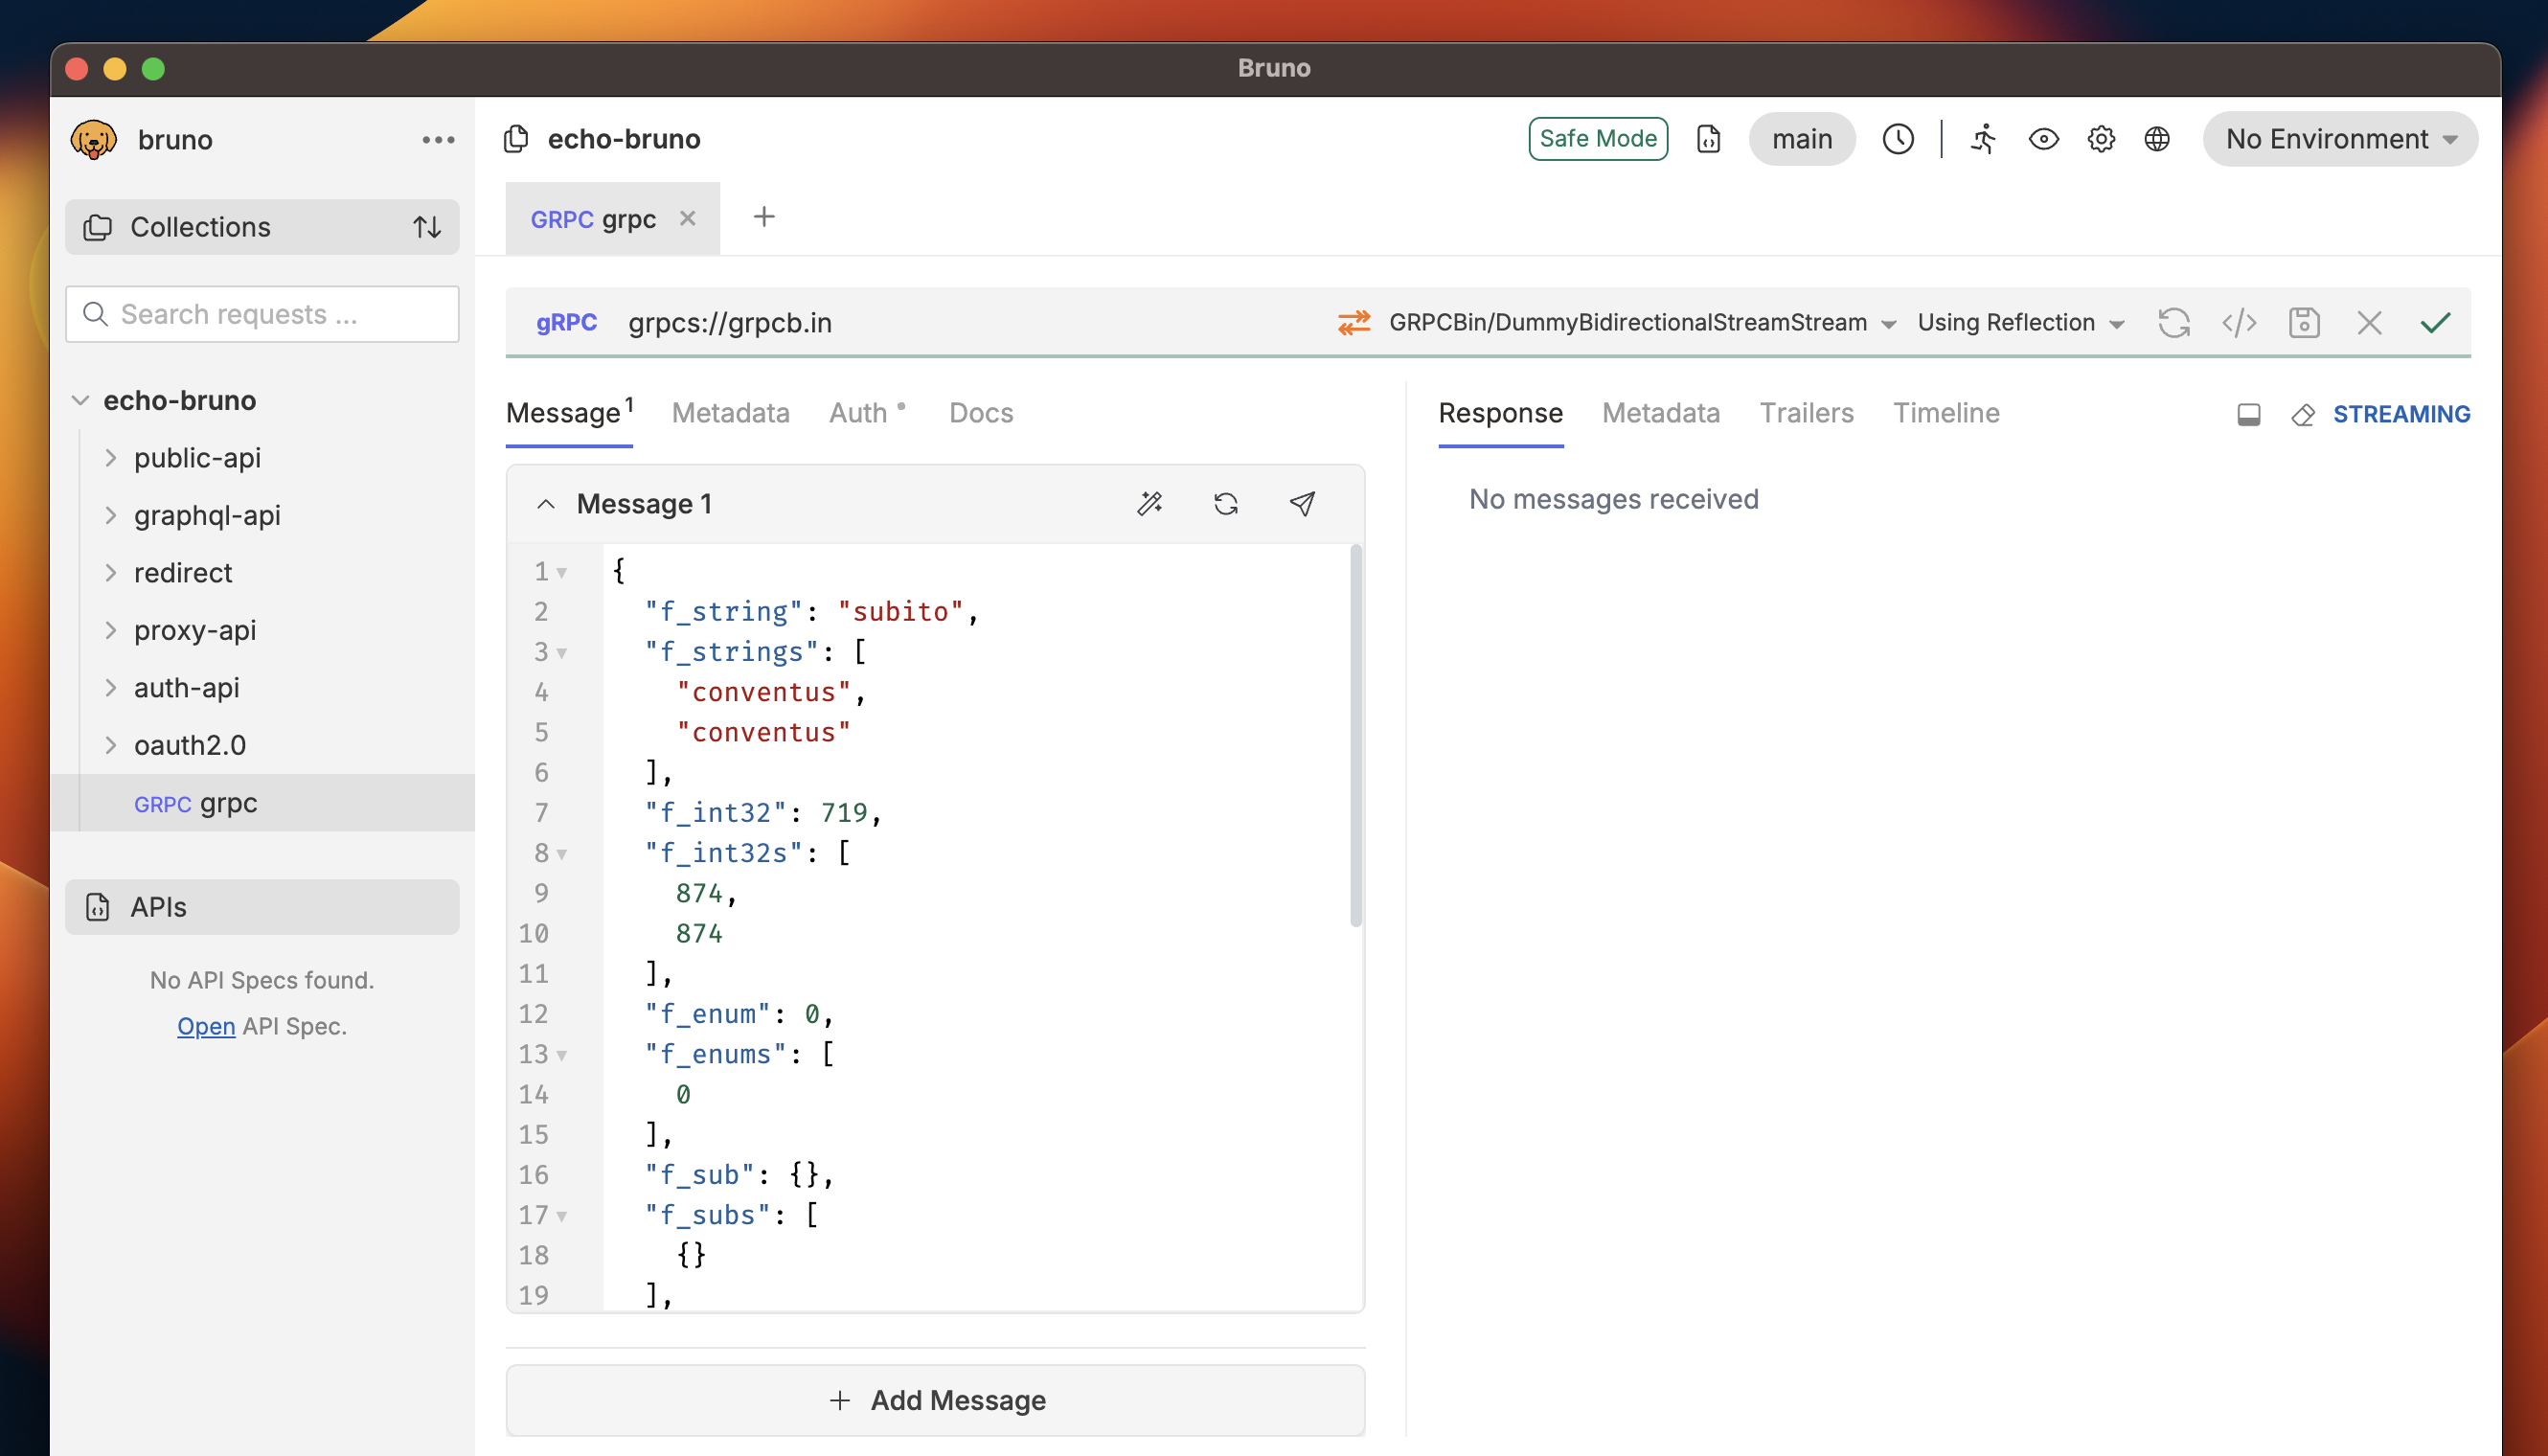 Bruno
bruno
Collections
Search requests ...
echo-bruno
public-api
graphql-api
redirect
proxy-api
auth-api
oauth2.0
GRPC grpc
APIs
No API Specs found.
Open API Spec.
echo-bruno
Safe Mode
main
No Environment
GRPC grpc
gRPC grpcs://grpcb.in GRPCBin/DummyBidirectionalStreamStream Using Reflection
Message 1 Metadata Auth Docs
Message 1
1 {
2 "f_string": "subito",
3 "f_strings": [
4 "conventus",
5 "conventus"
6 ],
7 "f_int32": 719,
8 "f_int32s": [
9 874,
10 874
11 ],
12 "f_enum": 0,
13 "f_enums": [
14 0
15 ],
16 "f_sub": {},
17 "f_subs": [
18 {}
19 ],
+ Add Message
Response Metadata Trailers Timeline STREAMING
No messages received